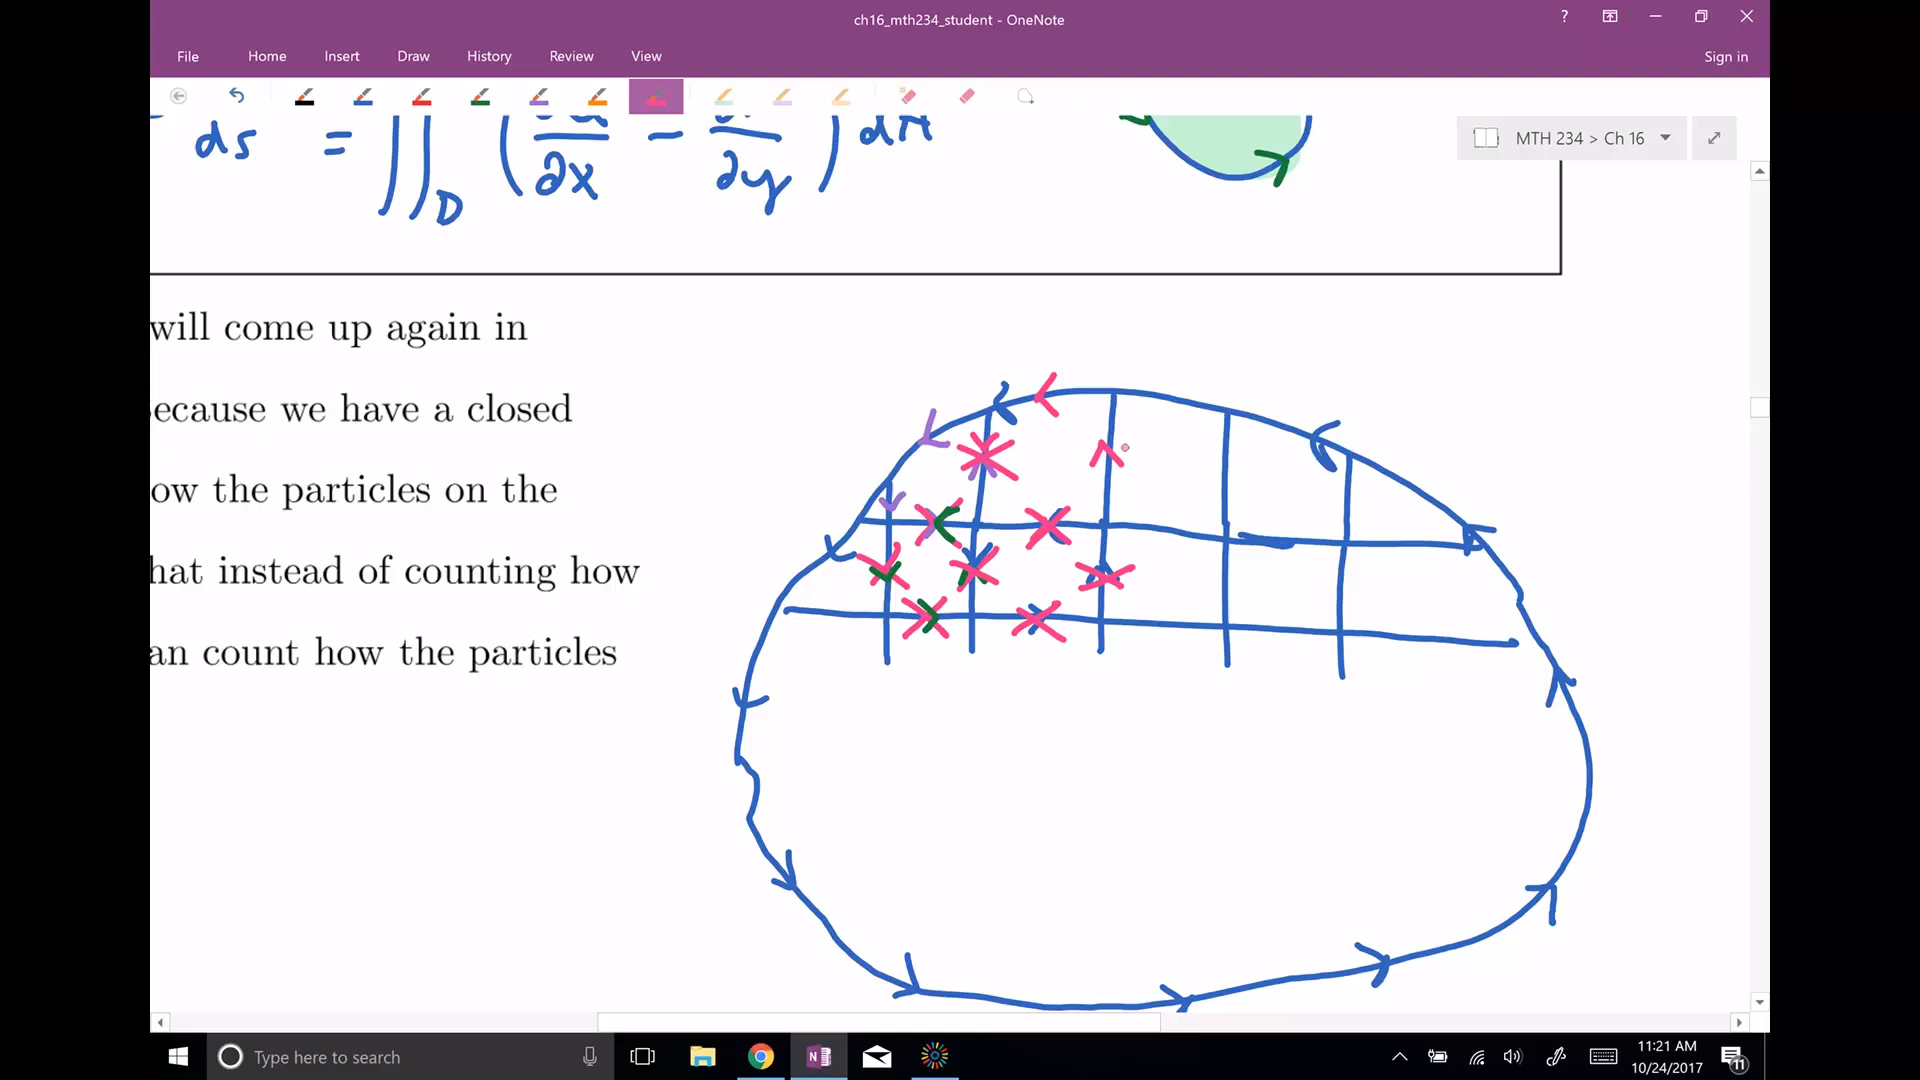 ch16_mth234_student - OneNote
?
File Home Insert Draw History Review View
Sign in
MTH 234 > Ch 16
ds = ∬_D ( /∂x − /∂y ) dA
will come up again in
ecause we have a closed
ow the particles on the
hat instead of counting how
an count how the particles
Type here to search
11:21 AM
10/24/2017
11